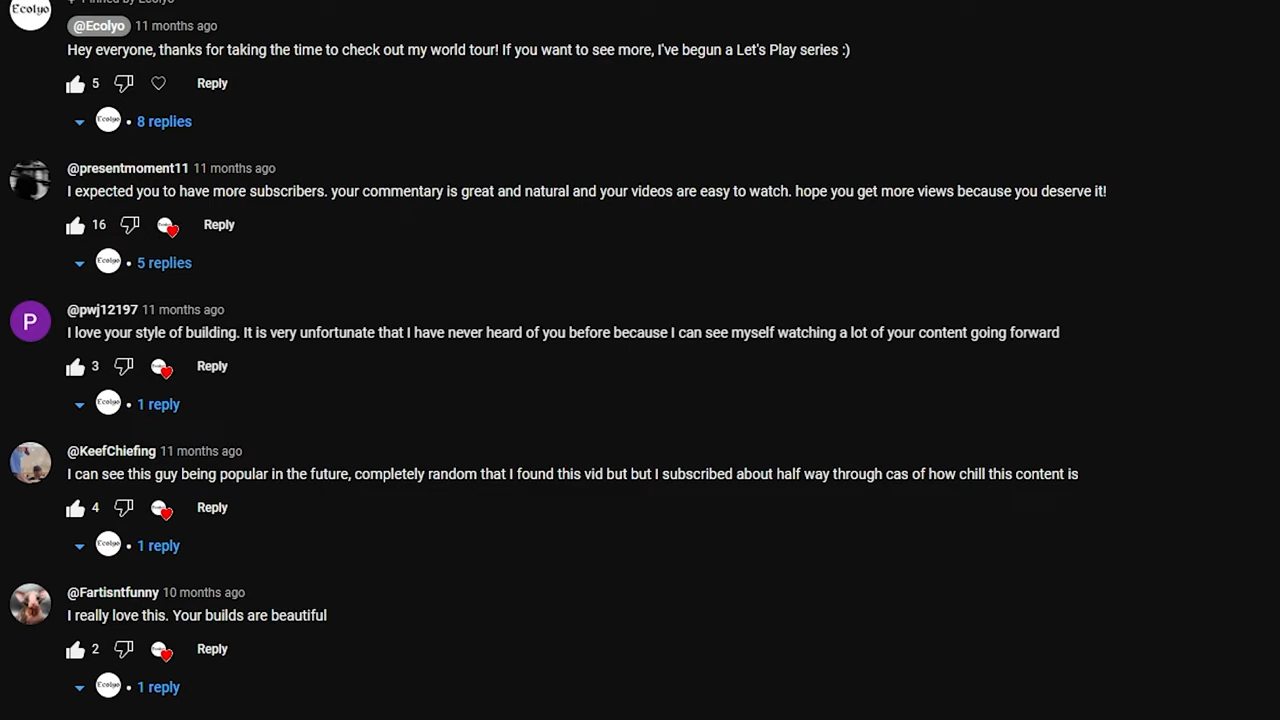 Ecolyo
Pinned by Ecolyo
@Ecolyo 11 months ago
Hey everyone, thanks for taking the time to check out my world tour! If you want to see more, I've begun a Let's Play series :)
5 Reply
Ecolyo • 8 replies
@presentmoment11 11 months ago
I expected you to have more subscribers. your commentary is great and natural and your videos are easy to watch. hope you get more views because you deserve it!
16 Reply
Ecolyo • 5 replies
P
@pwj12197 11 months ago
I love your style of building. It is very unfortunate that I have never heard of you before because I can see myself watching a lot of your content going forward
3 Reply
Ecolyo • 1 reply
@KeefChiefing 11 months ago
I can see this guy being popular in the future, completely random that I found this vid but but I subscribed about half way through cas of how chill this content is
4 Reply
Ecolyo • 1 reply
@Fartisntfunny 10 months ago
I really love this. Your builds are beautiful
2 Reply
Ecolyo • 1 reply